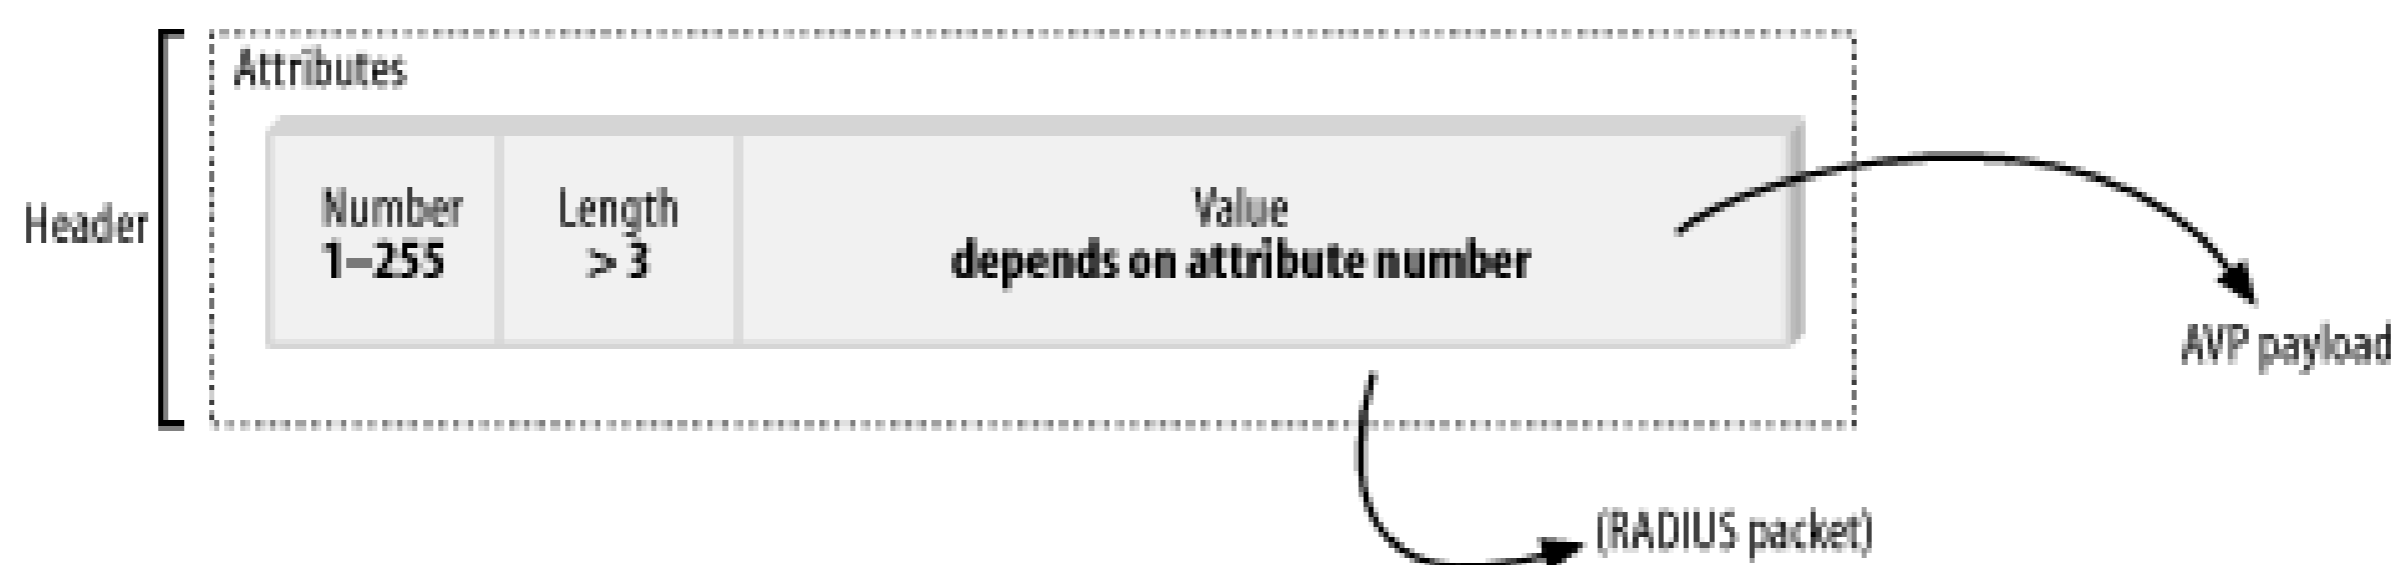 Attributes
Header
Number
1–255
Length
> 3
Value
depends on attribute number
AVP payload
(RADIUS packet)